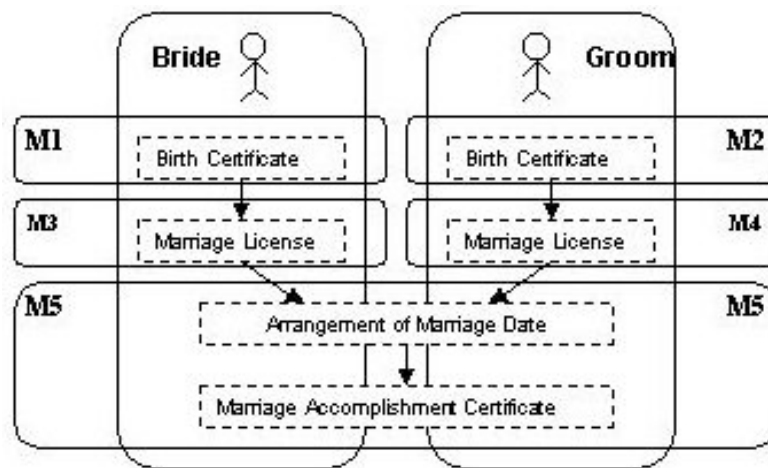 Bride
Groom
M1
Birth Certificate
Birth Certificate
M2
M3
Marriage License
Marriage License
M4
M5
M5
Arrangement of Marriage Date
Marriage Accomplishment Certificate